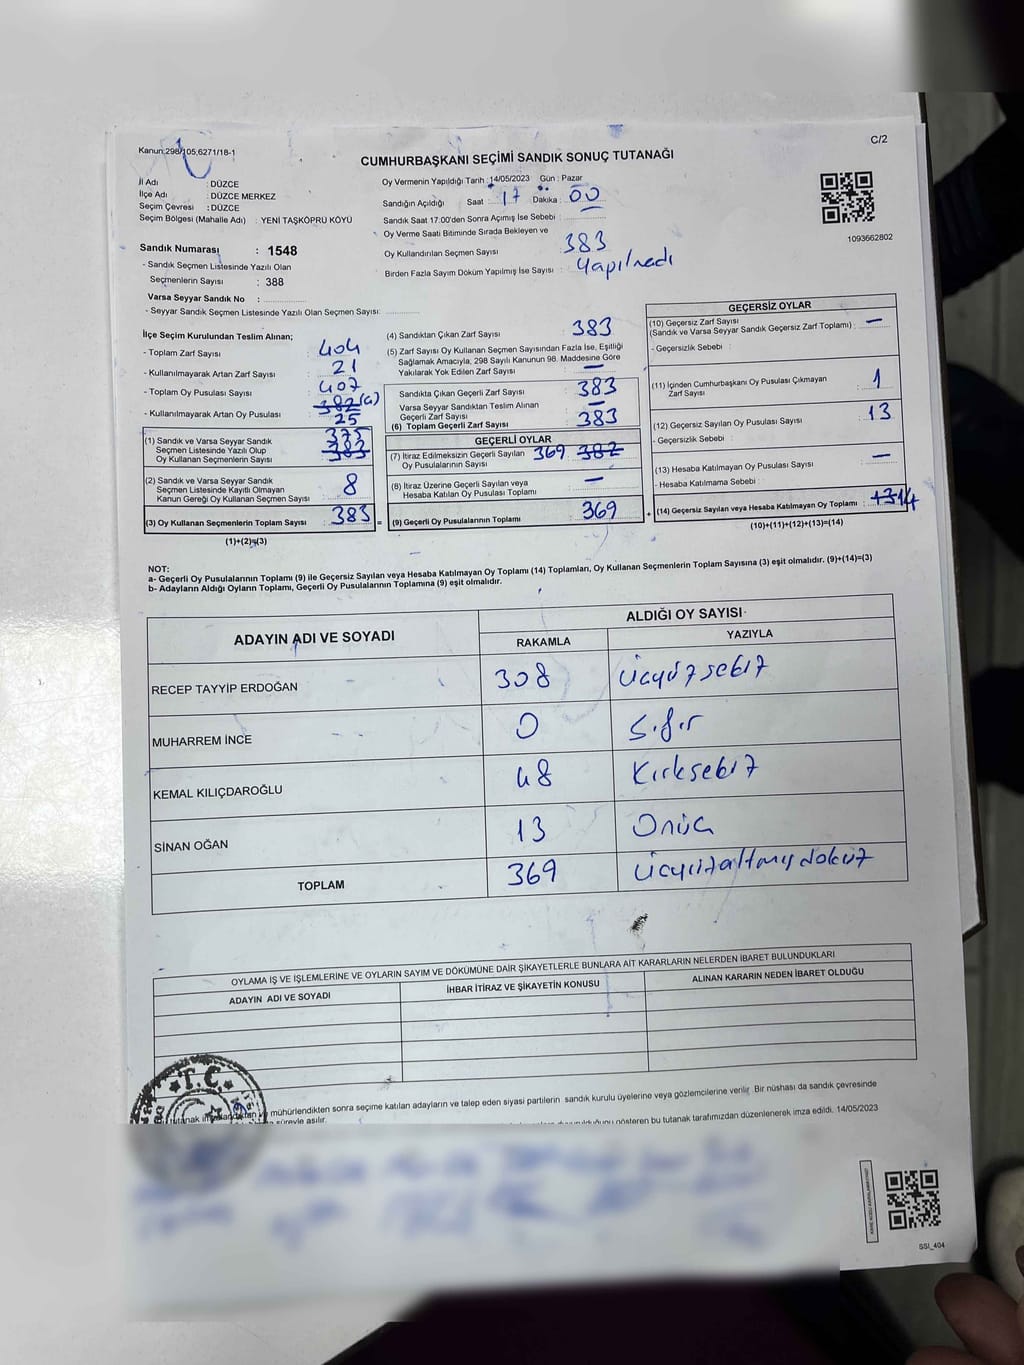 Kanun:298/105,6271/18-1
C/2
CUMHURBAŞKANI SEÇİMİ SANDIK SONUÇ TUTANAĞI
İl Adı : DÜZCE
İlçe Adı : DÜZCE MERKEZ
Seçim Çevresi : DÜZCE
Seçim Bölgesi (Mahalle Adı) : YENİ TAŞKÖPRÜ KÖYÜ
Oy Vermenin Yapıldığı Tarih : 14/05/2023 Gün : Pazar
Sandığın Açıldığı Saat : 17 Dakika : 00
Sandık Saat 17.00'den Sonra Açımış İse Sebebi :
Oy Verme Saati Bitiminde Sırada Bekleyen ve
Oy Kullandırılan Seçmen Sayısı : 383
Birden Fazla Sayım Döküm Yapılmış İse Sayısı : Yapılmadı
1093662802
Sandık Numarası : 1548
- Sandık Seçmen Listesinde Yazılı Olan
Seçmenlerin Sayısı : 388
Varsa Seyyar Sandık No :
- Seyyar Sandık Seçmen Listesinde Yazılı Olan Seçmen Sayısı:
İlçe Seçim Kurulundan Teslim Alınan;
- Toplam Zarf Sayısı : 404
- Kullanılmayarak Artan Zarf Sayısı : 21
- Toplam Oy Pusulası Sayısı : 407
382(a)
- Kullanılmayarak Artan Oy Pusulası : 25
(1) Sandık ve Varsa Seyyar Sandık
Seçmen Listesinde Yazılı Olup
Oy Kullanan Seçmenlerin Sayısı : 375 383
(2) Sandık ve Varsa Seyyar Sandık
Seçmen Listesinde Kayıtlı Olmayan
Kanun Gereği Oy Kullanan Seçmen Sayısı : 8
(3) Oy Kullanan Seçmenlerin Toplam Sayısı : 383 =
(1)+(2)=(3)
(4) Sandıktan Çıkan Zarf Sayısı : 383
(5) Zarf Sayısı Oy Kullanan Seçmen Sayısından Fazla İse, Eşitliği
Sağlamak Amacıyla, 298 Sayılı Kanunun 98. Maddesine Göre
Yakılarak Yok Edilen Zarf Sayısı : —
Sandıkta Çıkan Geçerli Zarf Sayısı : 383
Varsa Seyyar Sandıktan Teslim Alınan
Geçerli Zarf Sayısı : —
(6) Toplam Geçerli Zarf Sayısı : 383
GEÇERLİ OYLAR
(7) İtiraz Edilmeksizin Geçerli Sayılan
Oy Pusulalarının Sayısı : 369 382
(8) İtiraz Üzerine Geçerli Sayılan veya
Hesaba Katılan Oy Pusulası Toplamı : —
(9) Geçerli Oy Pusulalarının Toplamı : 369 +
GEÇERSİZ OYLAR
(10) Geçersiz Zarf Sayısı
(Sandık ve Varsa Seyyar Sandık Geçersiz Zarf Toplamı) : —
- Geçersizlik Sebebi :
(11) İçinden Cumhurbaşkanı Oy Pusulası Çıkmayan
Zarf Sayısı : 1
(12) Geçersiz Sayılan Oy Pusulası Sayısı : 13
- Geçersizlik Sebebi :
(13) Hesaba Katılmayan Oy Pusulası Sayısı : —
- Hesaba Katılmama Sebebi :
(14) Geçersiz Sayılan veya Hesaba Katılmayan Oy Toplamı : 13 14
(10)+(11)+(12)+(13)=(14)
NOT:
a- Geçerli Oy Pusulalarının Toplamı (9) ile Geçersiz Sayılan veya Hesaba Katılmayan Oy Toplamı (14) Toplamları, Oy Kullanan Seçmenlerin Toplam Sayısına (3) eşit olmalıdır. (9)+(14)=(3)
b- Adayların Aldığı Oyların Toplamı, Geçerli Oy Pusulalarının Toplamına (9) eşit olmalıdır.
ADAYIN ADI VE SOYADI
ALDIĞI OY SAYISI
RAKAMLA YAZIYLA
RECEP TAYYİP ERDOĞAN 308 üçyüzsekiz
MUHARREM İNCE 0 Sıfır
KEMAL KILIÇDAROĞLU 48 Kırksekiz
SİNAN OĞAN 13 Onüç
TOPLAM 369 üçyüzaltmışdokuz
OYLAMA İŞ VE İŞLEMLERİNE VE OYLARIN SAYIM VE DÖKÜMÜNE DAİR ŞİKAYETLERLE BUNLARA AİT KARARLARIN NELERDEN İBARET BULUNDUKLARI
ADAYIN ADI VE SOYADI İHBAR İTİRAZ VE ŞİKAYETİN KONUSU ALINAN KARARIN NEDEN İBARET OLDUĞU
T.C.
mühürlendikten sonra seçime katılan adayların ve talep eden siyasi partilerin sandık kurulu üyelerine veya gözlemcilerine verilir. Bir nüshası da sandık çevresinde
süreyle asılır.
gösteren bu tutanak tarafımızdan düzenlenerek imza edildi. 14/05/2023
SSİ_404